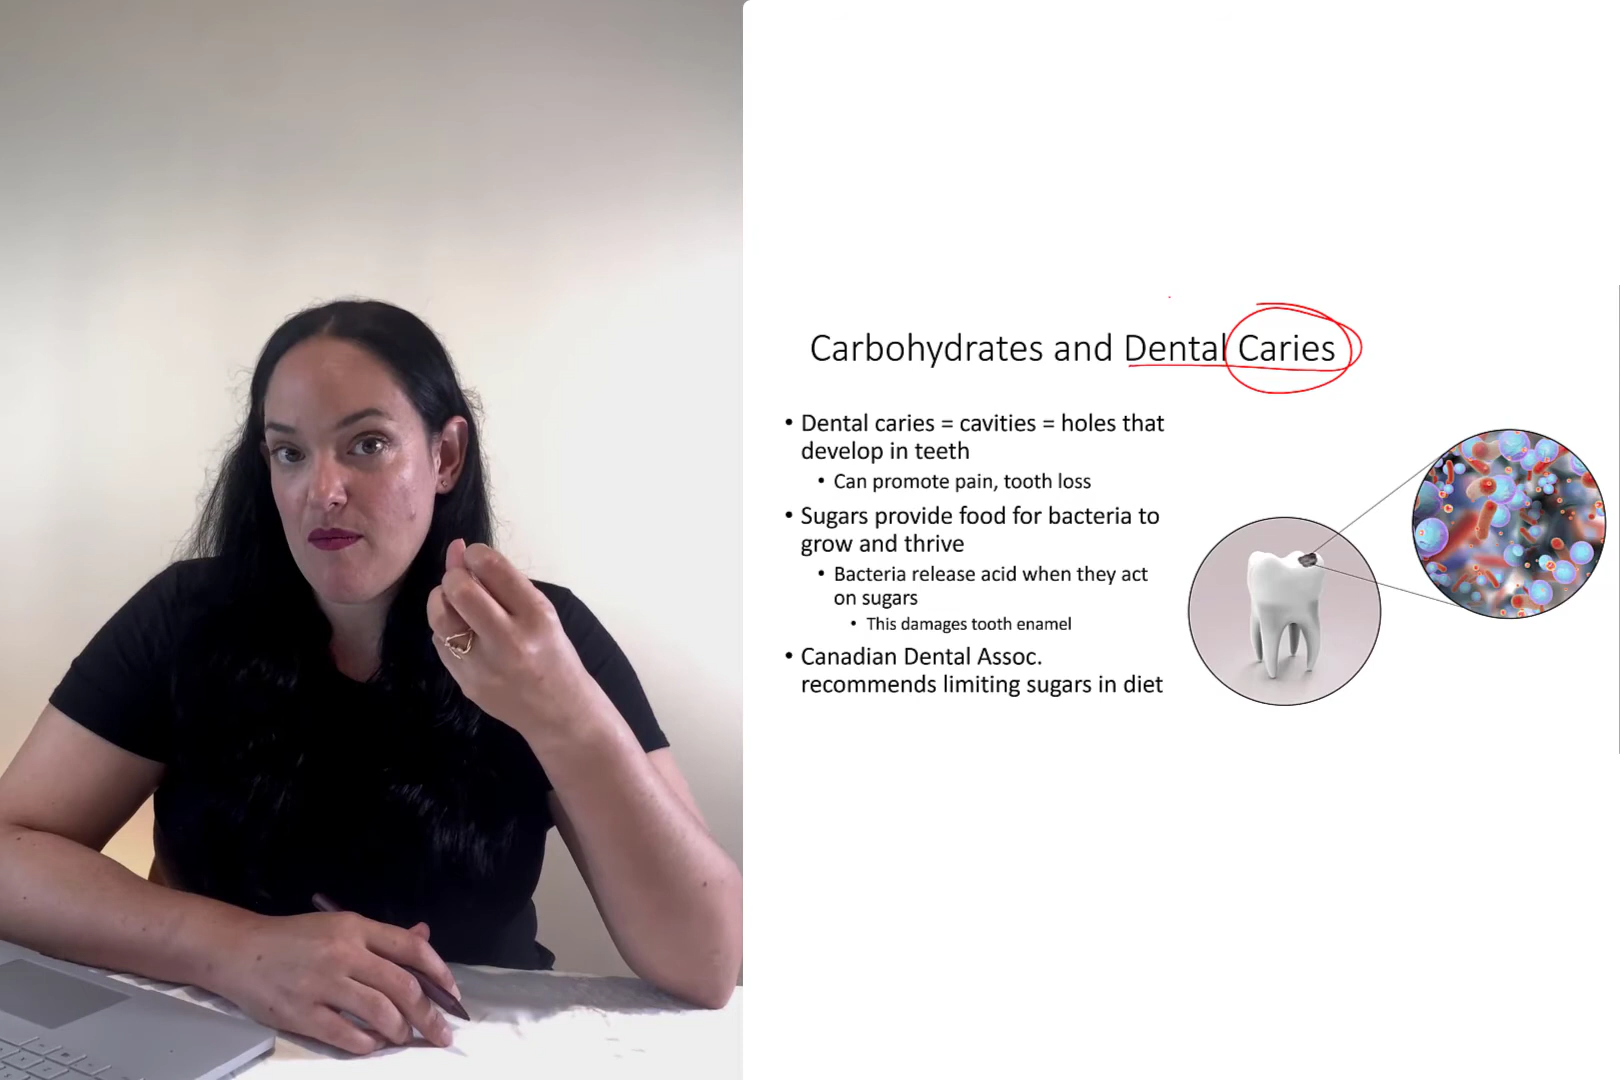 Carbohydrates and Dental Caries
• Dental caries = cavities = holes that
develop in teeth
• Can promote pain, tooth loss
• Sugars provide food for bacteria to
grow and thrive
• Bacteria release acid when they act
on sugars
• This damages tooth enamel
• Canadian Dental Assoc.
recommends limiting sugars in diet